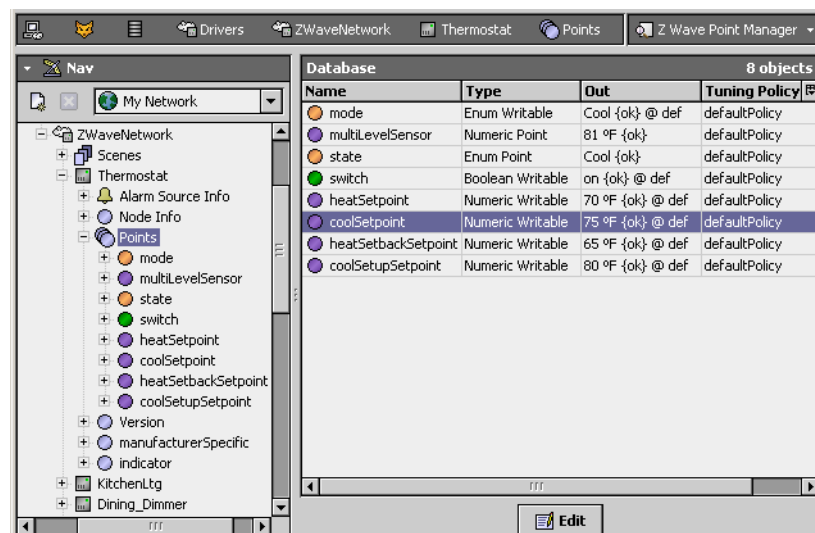 Drivers ZWaveNetwork Thermostat Points Z Wave Point Manager
Nav
My Network
ZWaveNetwork
Scenes
Thermostat
Alarm Source Info
Node Info
Points
mode
multiLevelSensor
state
switch
heatSetpoint
coolSetpoint
heatSetbackSetpoint
coolSetupSetpoint
Version
manufacturerSpecific
indicator
KitchenLtg
Dining_Dimmer
Database 8 objects
Name Type Out Tuning Policy
mode Enum Writable Cool {ok} @ def defaultPolicy
multiLevelSensor Numeric Point 81 ºF {ok} defaultPolicy
state Enum Point Cool {ok} defaultPolicy
switch Boolean Writable on {ok} @ def defaultPolicy
heatSetpoint Numeric Writable 70 ºF {ok} @ def defaultPolicy
coolSetpoint Numeric Writable 75 ºF {ok} @ def defaultPolicy
heatSetbackSetpoint Numeric Writable 65 ºF {ok} @ def defaultPolicy
coolSetupSetpoint Numeric Writable 80 ºF {ok} @ def defaultPolicy
Edit